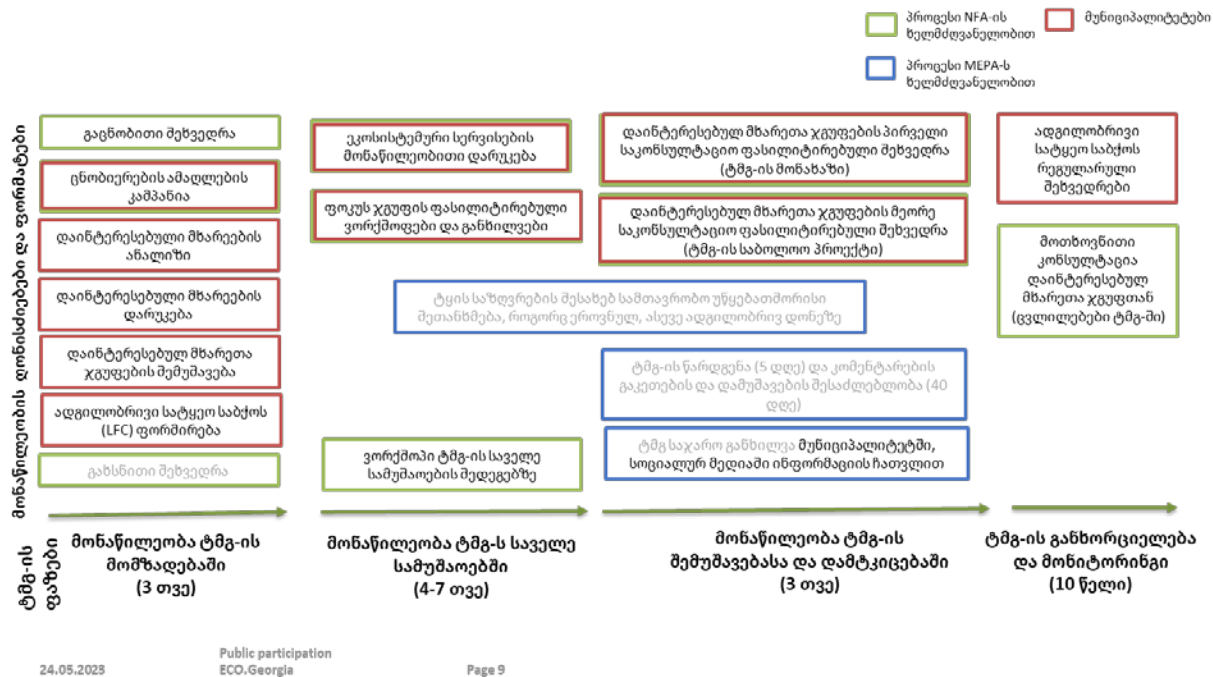 პროცესი NFA-ის
ხელმძღვანელობით
მუნიციპალიტეტები
პროცესი MEPA-ს
ხელმძღვანელობით
მონაწილეობის ღონისძიებები და ფორმატები
გაცნობითი შეხვედრა
ცნობიერების ამაღლების
კამპანია
დაინტერესებული მხარეების
ანალიზი
დაინტერესებული მხარეების
დარუკება
დაინტერესებულ მხარეთა
ჯგუფების შემუშავება
ადგილობრივი სატყეო საბჭოს
(LFC) ფორმირება
გახსნითი შეხვედრა
ეკოსისტემური სერვისების
მონაწილეობითი დარუკება
ფოკუს ჯგუფის ფასილიტირებული
ვორქშოფები და განხილვები
ტყის საზღვრების შესახებ სამთავრობო უწყებათშორისი
შეთანხმება, როგორც ეროვნულ, ასევე ადგილობრივ დონეზე
ვორქშოპი ტმგ-ის საველე
სამუშაოების შედეგებზე
დაინტერესებულ მხარეთა ჯგუფების პირველი
საკონსულტაციო ფასილიტირებული შეხვედრა
(ტმგ-ის მონახაზი)
დაინტერესებულ მხარეთა ჯგუფების მეორე
საკონსულტაციო ფასილიტირებული შეხვედრა
(ტმგ-ის საბოლოო პროექტი)
ტმგ-ის წარდგენა (5 დღე) და კომენტარების
გაკეთების და დამუშავების შესაძლებლობა (40
დღე)
ტმგ საჯარო განხილვა მუნიციპალიტეტში,
სოციალურ მედიაში ინფორმაციის ჩათვლით
ადგილობრივი
სატყეო საბჭოს
რეგულარული
შეხვედრები
მოთხოვნითი
კონსულტაცია
დაინტერესებულ
მხარეთა ჯგუფთან
(ცვლილებები ტმგ-ში)
ტმგ-ის
ფაზები
მონაწილეობა ტმგ-ის
მომზადებაში
(3 თვე)
მონაწილეობა ტმგ-ს საველე
სამუშაოებში
(4-7 თვე)
მონაწილეობა ტმგ-ის
შემუშავებასა და დამტკიცებაში
(3 თვე)
ტმგ-ის განხორციელება
და მონიტორინგი
(10 წელი)
24.05.2023
Public participation
ECO.Georgia
Page 9